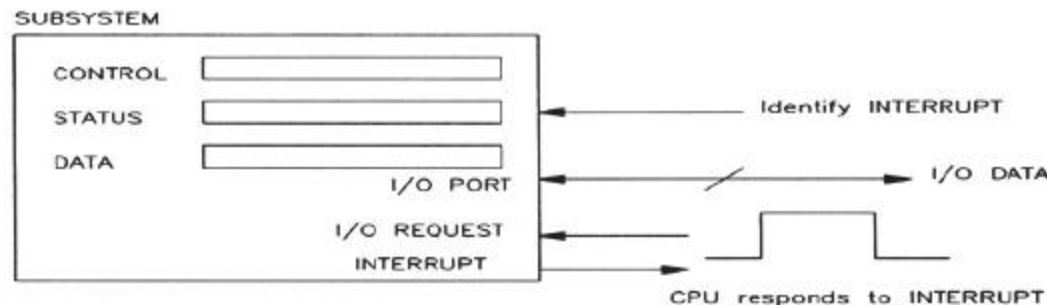 SUBSYSTEM
CONTROL
STATUS
Identify INTERRUPT
DATA
I/O PORT
I/O DATA
I/O REQUEST
INTERRUPT
CPU responds to INTERRUPT